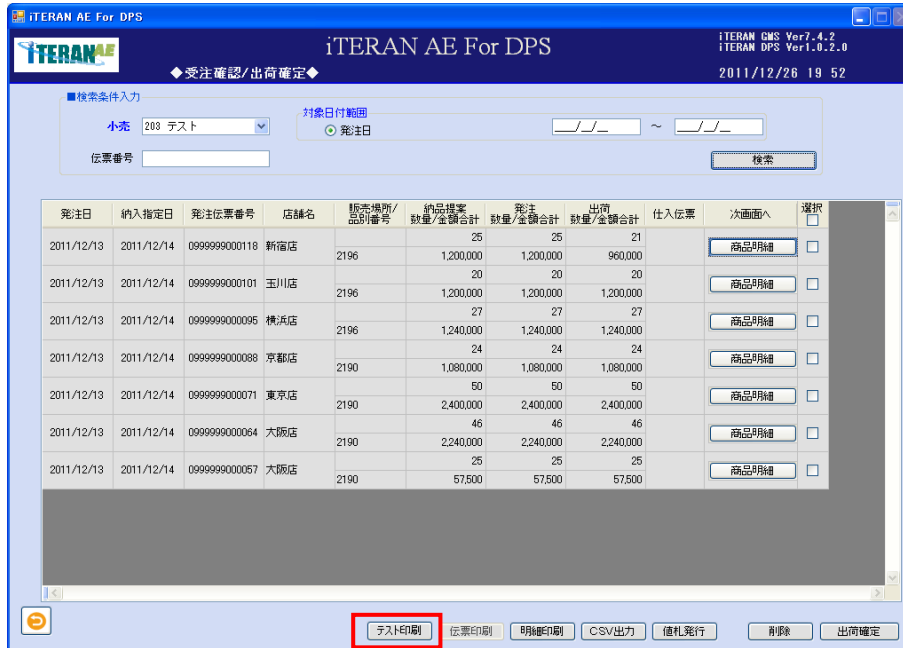 iTERAN AE For DPS
iTERAN AE
iTERAN AE For DPS
iTERAN GMS Ver7.4.2
iTERAN DPS Ver1.0.2.0
◆受注確認/出荷確定◆
2011/12/26 19 52
■検索条件入力
小売 203 テスト
対象日付範囲
発注日 __/_/_ ～ __/_/_
伝票番号
検索
発注日 納入指定日 発注伝票番号 店舗名 販売場所/品別番号 納品提案数量/金額合計 発注数量/金額合計 出荷数量/金額合計 仕入伝票 次画面へ 選択
2011/12/13 2011/12/14 0999999000118 新宿店 25 25 21 商品明細
2196 1,200,000 1,200,000 960,000
2011/12/13 2011/12/14 0999999000101 玉川店 20 20 20 商品明細
2196 1,200,000 1,200,000 1,200,000
2011/12/13 2011/12/14 0999999000095 横浜店 27 27 27 商品明細
2196 1,240,000 1,240,000 1,240,000
2011/12/13 2011/12/14 0999999000088 京都店 24 24 24 商品明細
2190 1,080,000 1,080,000 1,080,000
2011/12/13 2011/12/14 0999999000071 東京店 50 50 50 商品明細
2190 2,400,000 2,400,000 2,400,000
2011/12/13 2011/12/14 0999999000064 大阪店 46 46 46 商品明細
2190 2,240,000 2,240,000 2,240,000
2011/12/13 2011/12/14 0999999000057 大阪店 25 25 25 商品明細
2190 57,500 57,500 57,500
テスト印刷 伝票印刷 明細印刷 CSV出力 値札発行 削除 出荷確定